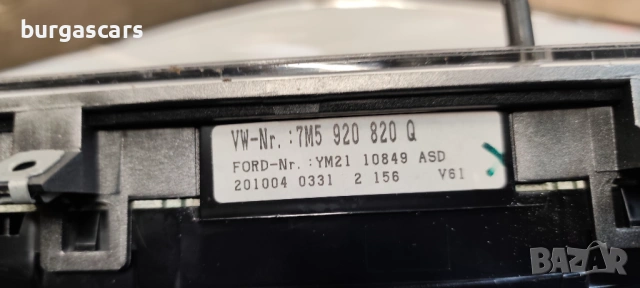 burgascars
VW-Nr.:7M5 920 820 Q
FORD-Nr.:YM21 10849 ASD
201004 0331 2 156 V61
BAZAR